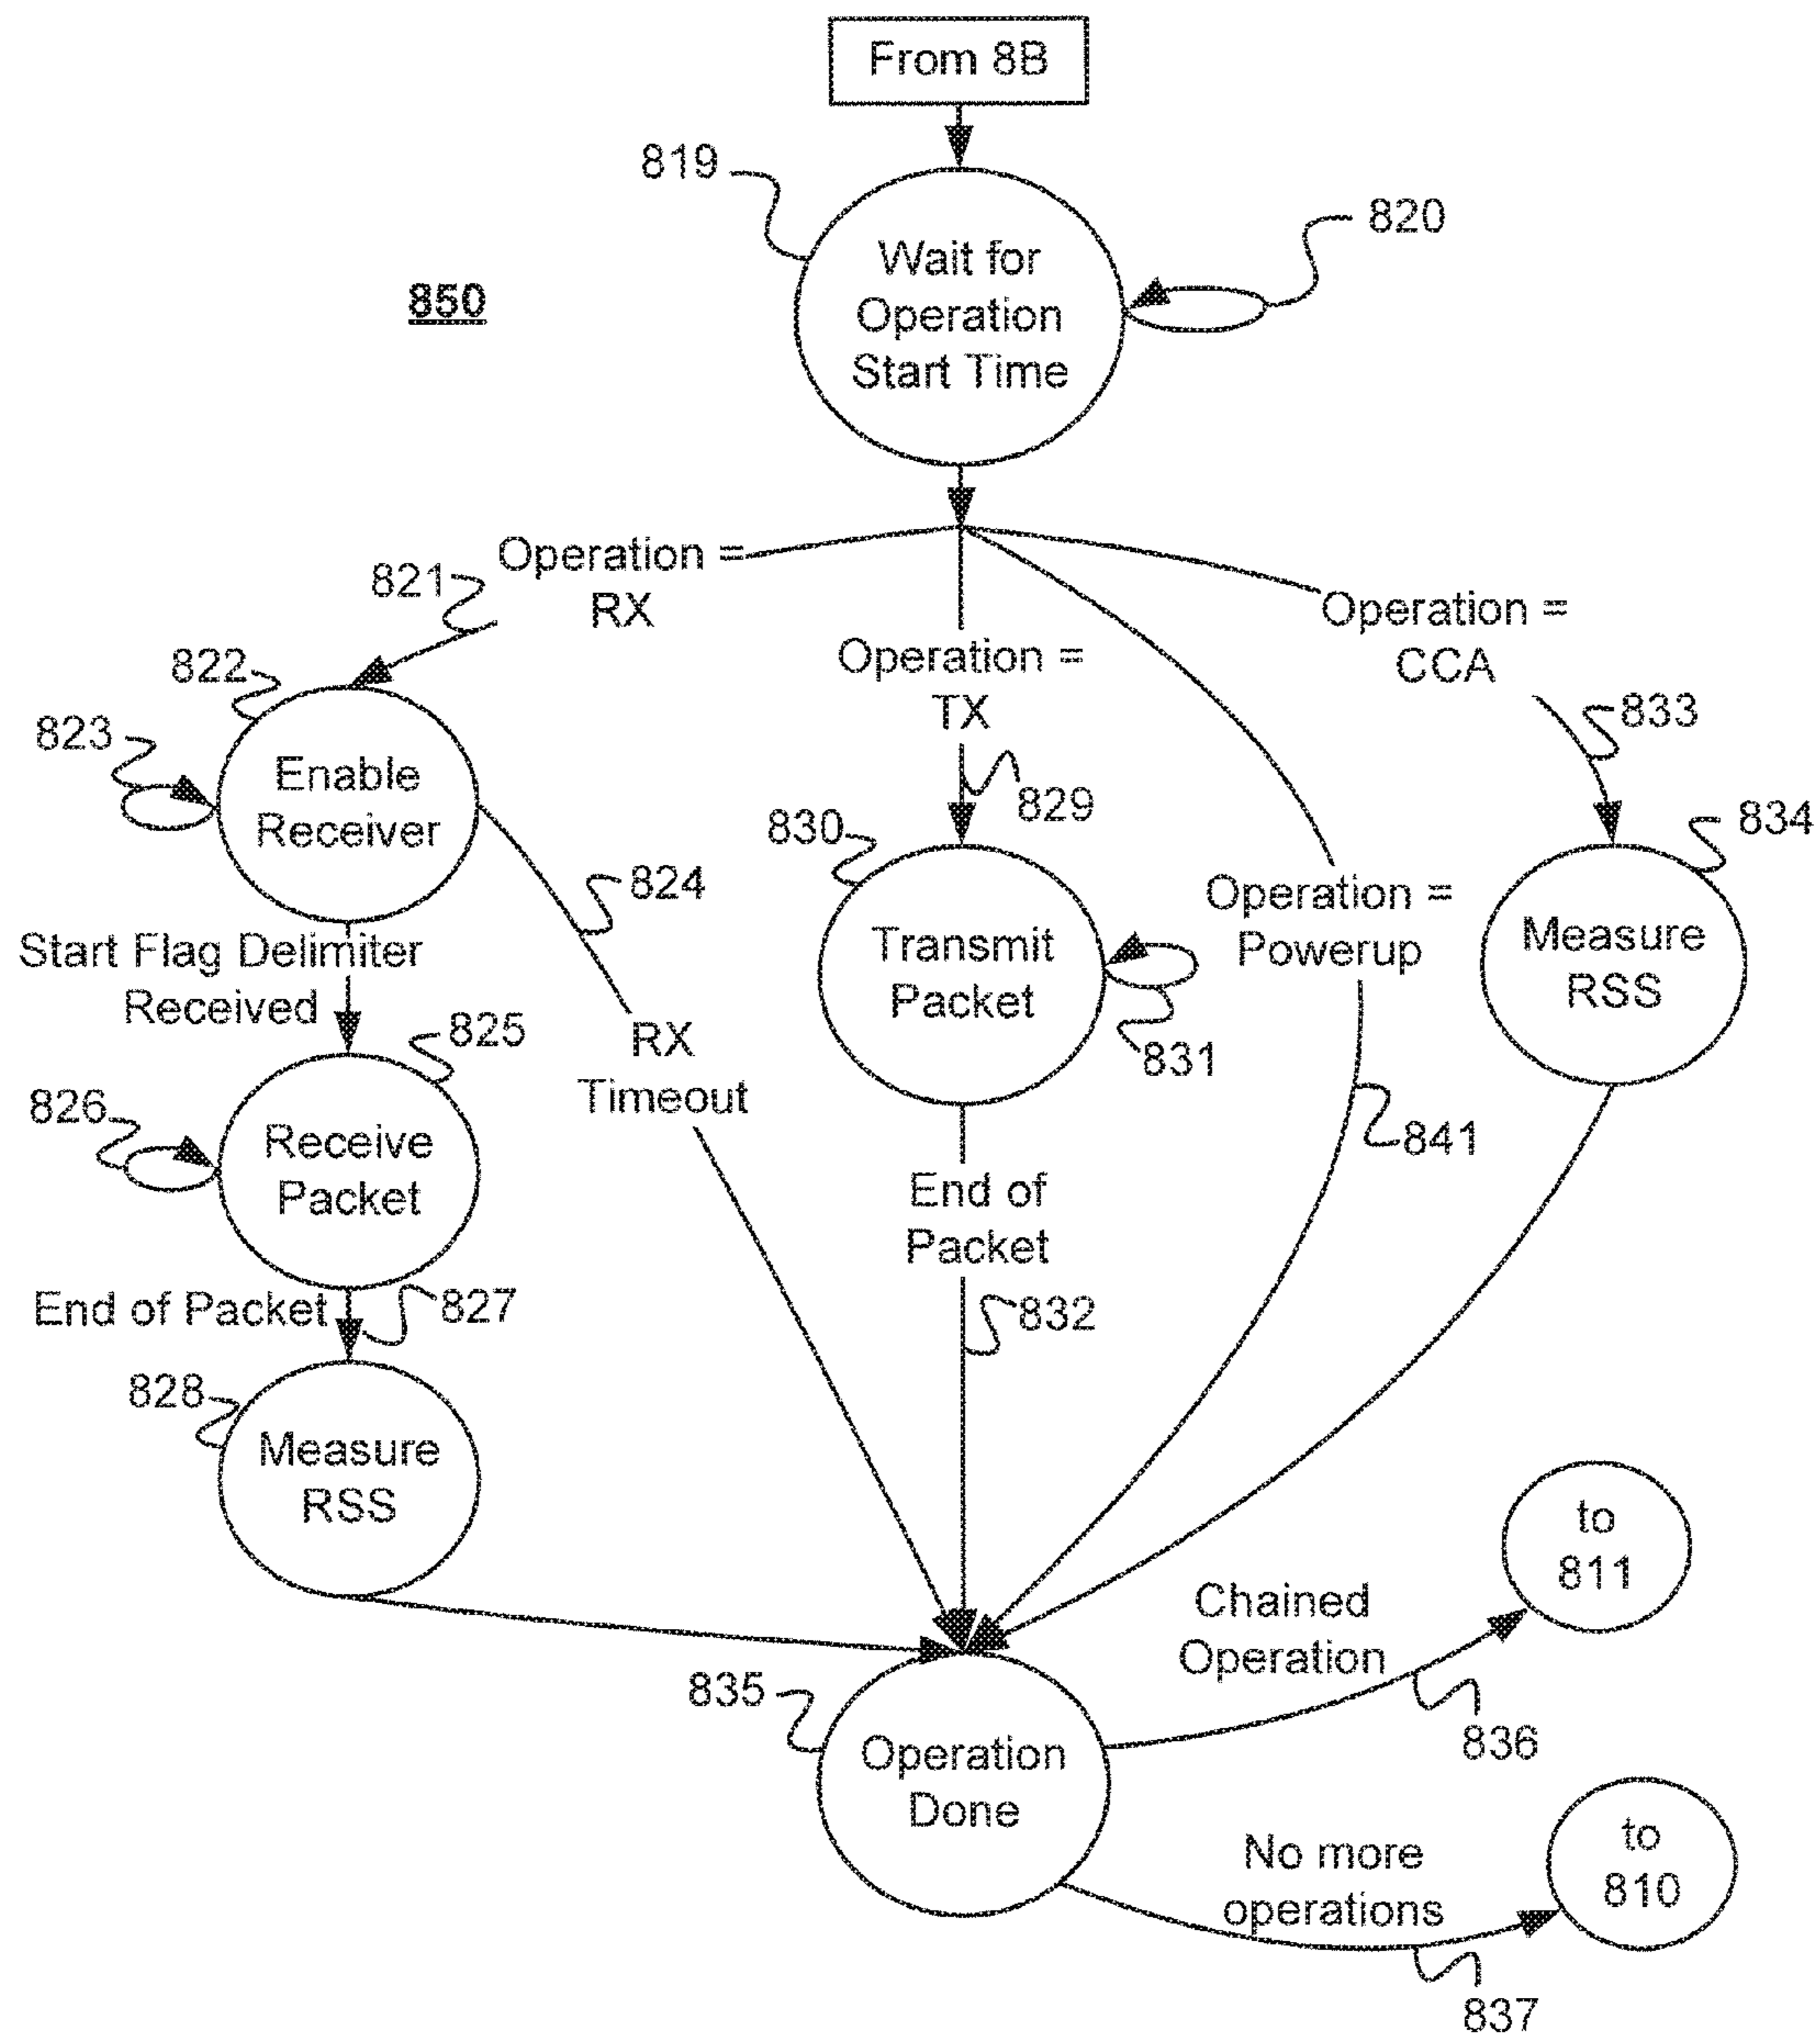 From 8B
819
Wait for
Operation
Start Time
820
850
Operation =
RX
821
Operation =
TX
829
Operation =
CCA
833
822
823
Enable
Receiver
824
RX
Timeout
Start Flag Delimiter
Received
830
Transmit
Packet
831
Operation =
Powerup
841
834
Measure
RSS
825
826
Receive
Packet
End of Packet
827
End of
Packet
832
828
Measure
RSS
835
Operation
Done
Chained
Operation
836
to
811
No more
operations
837
to
810